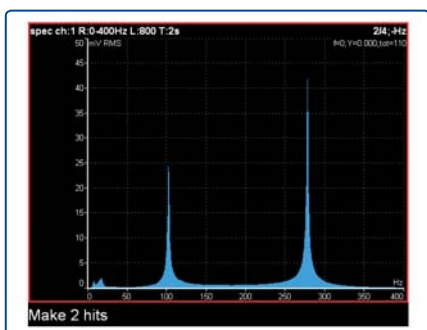 spec ch:1 R:0-400Hz L:800 T:2s 2/4;-Hz
50 mV RMS f=0; Y=0.000;tot=110
45
40
35
30
25
20
15
10
5
0 Hz
0 50 100 150 200 250 300 350 400
Make 2 hits